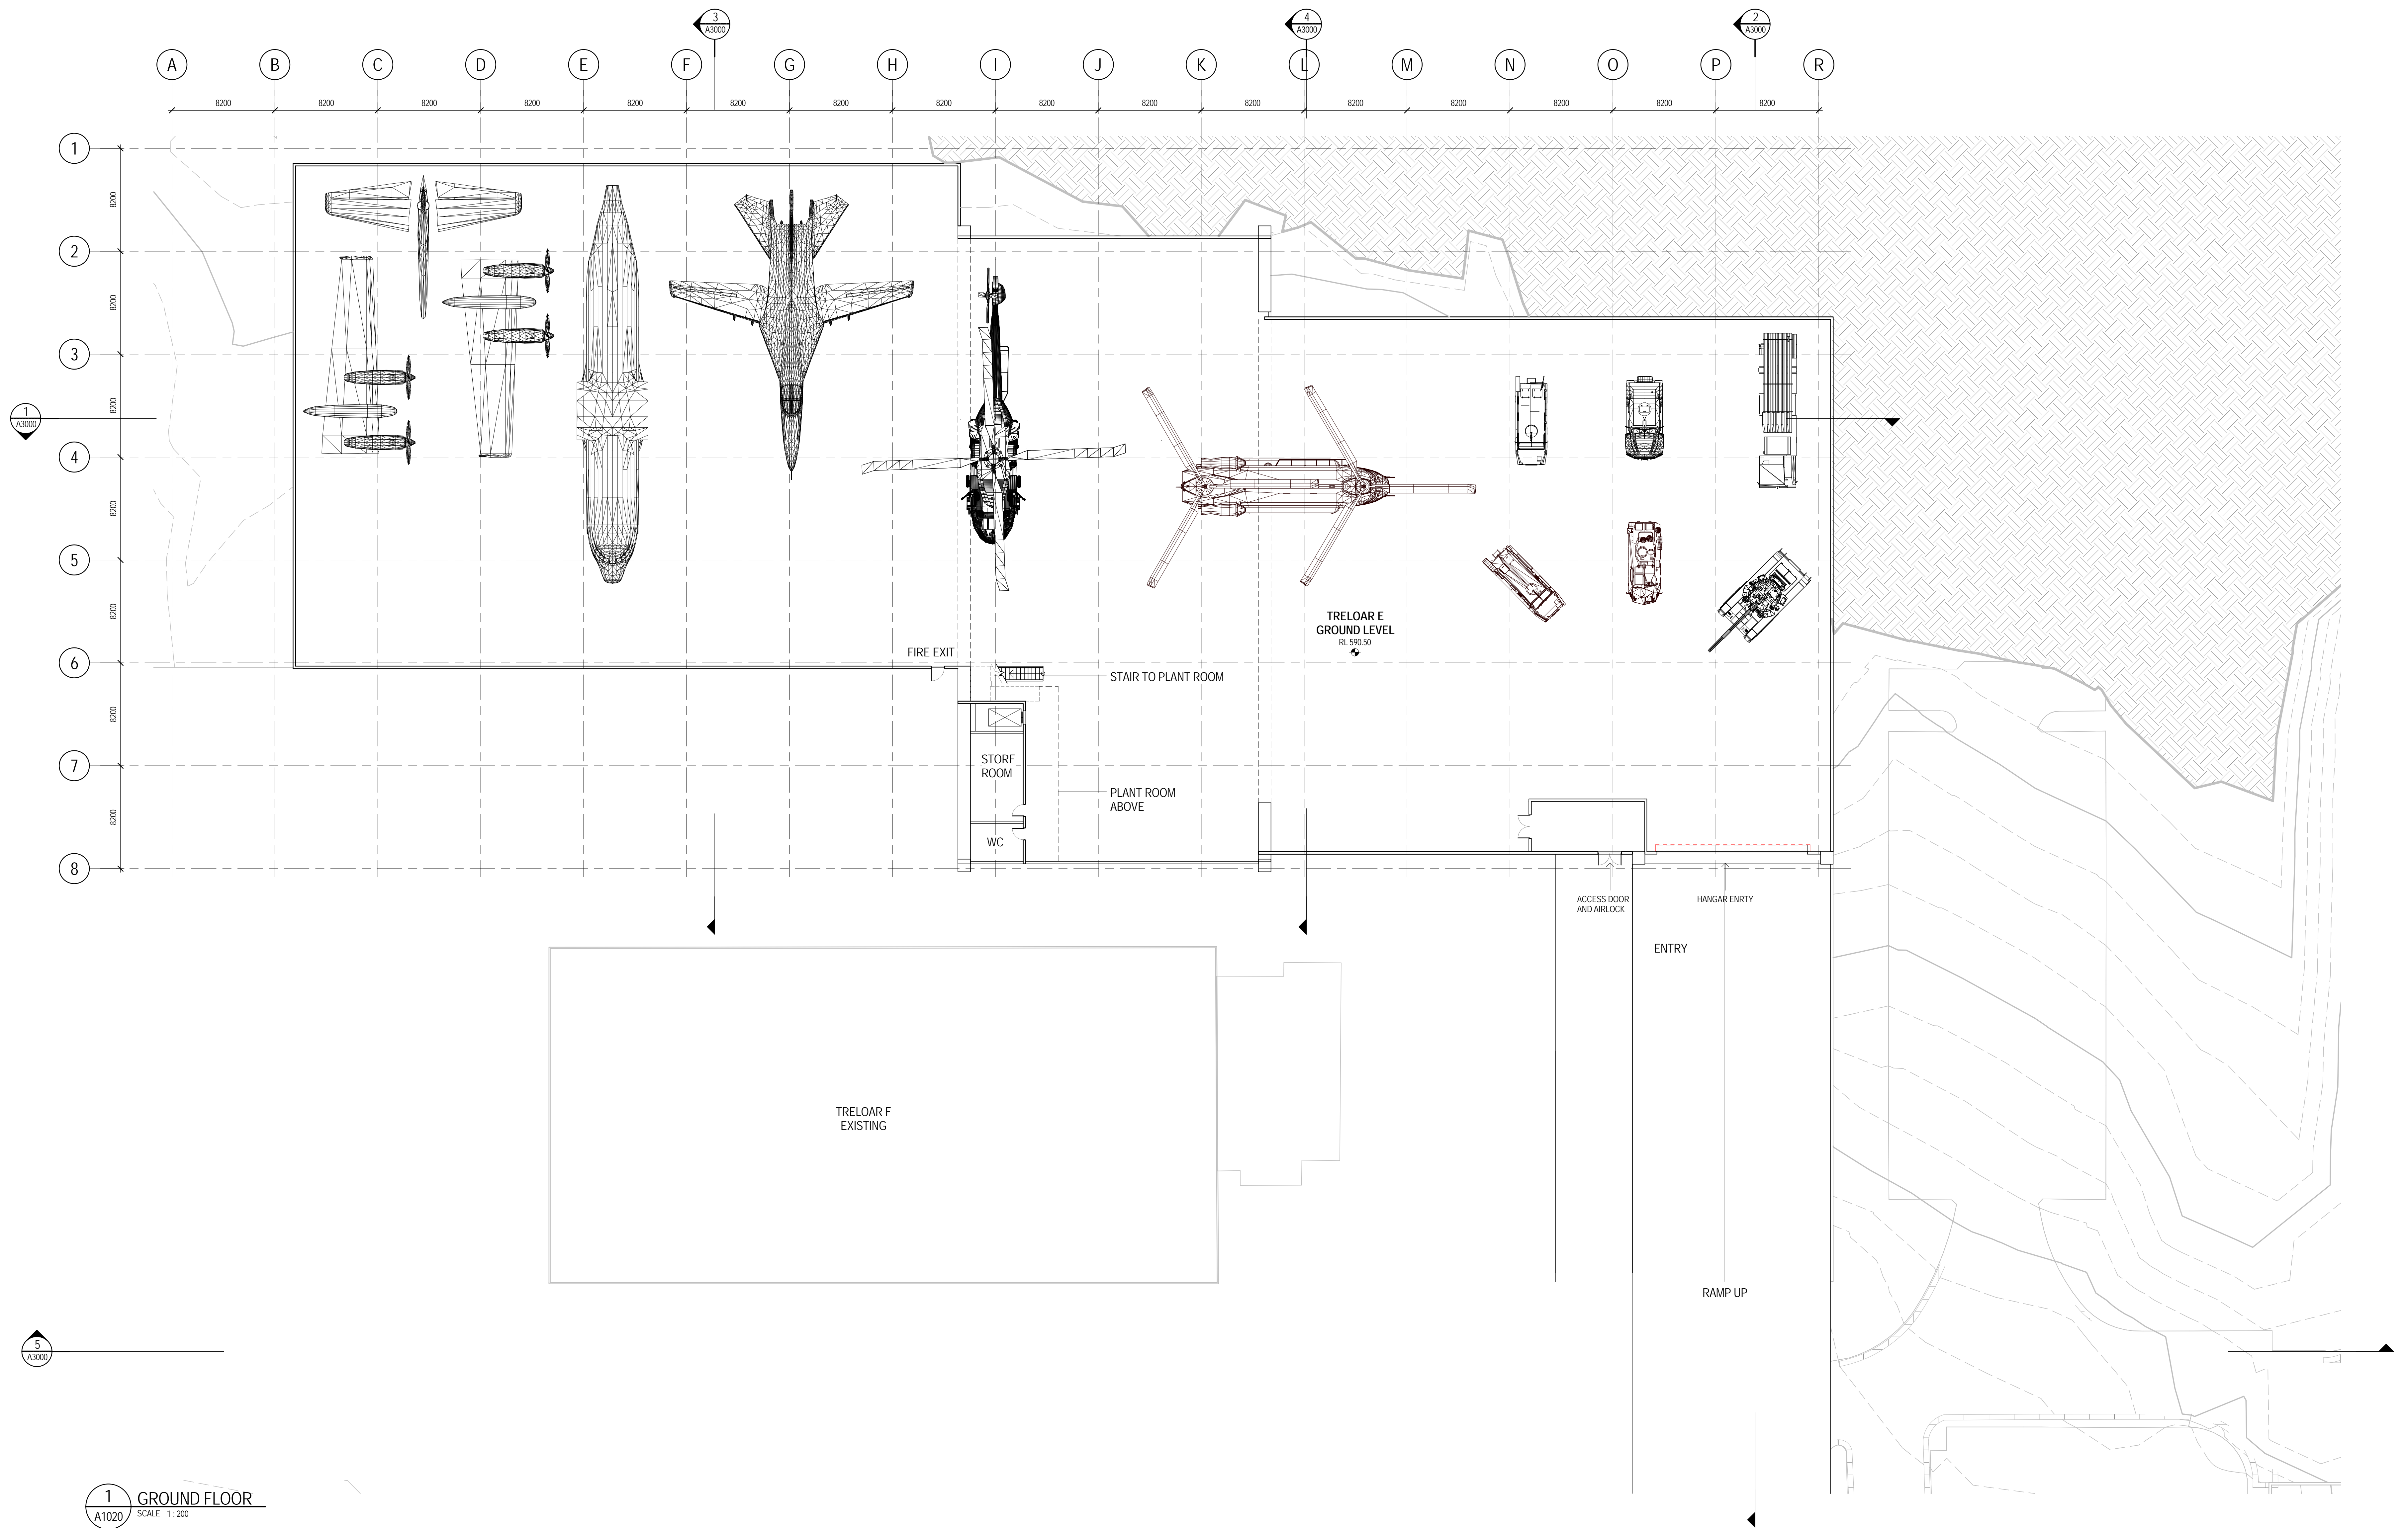 3
A3000
4
A3000
2
A3000
A B C D E F G H I J K L M N O P R
8200 8200 8200 8200 8200 8200 8200 8200 8200 8200 8200 8200 8200 8200 8200 8200
1
8200
2
8200
3
8200
1
A3000
4
8200
5
8200
TRELOAR E
GROUND LEVEL
RL 590.50
6
FIRE EXIT
STAIR TO PLANT ROOM
8200
STORE
ROOM
7
PLANT ROOM
ABOVE
8200
WC
8
ACCESS DOOR
AND AIRLOCK
HANGAR ENRTY
ENTRY
TRELOAR F
EXISTING
RAMP UP
5
A3000
1
A1020
GROUND FLOOR
SCALE 1 : 200